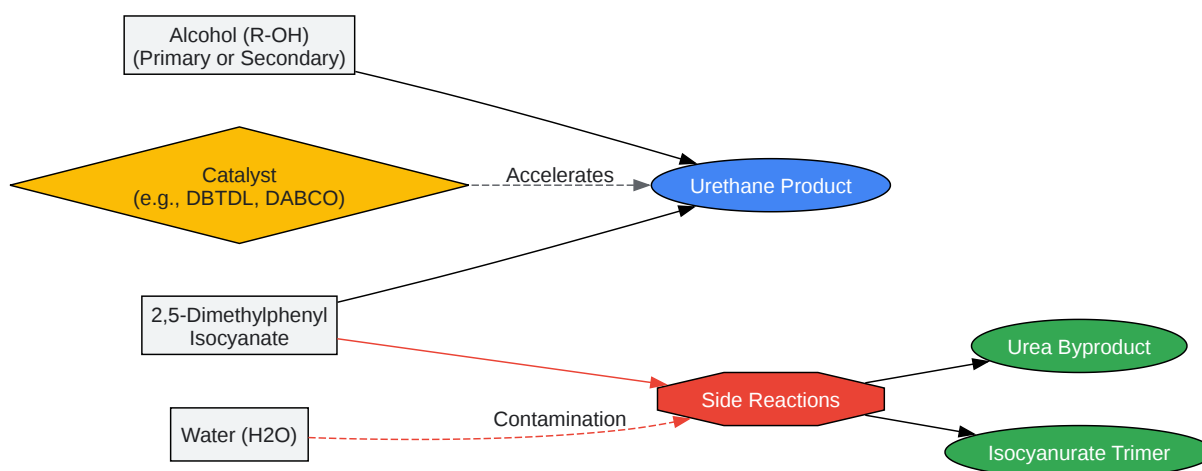 Alcohol (R-OH)
(Primary or Secondary)
Catalyst
(e.g., DBTDL, DABCO)
Accelerates
Urethane Product
2,5-Dimethylphenyl
Isocyanate
Urea Byproduct
Side Reactions
Contamination
Water (H2O)
Isocyanurate Trimer